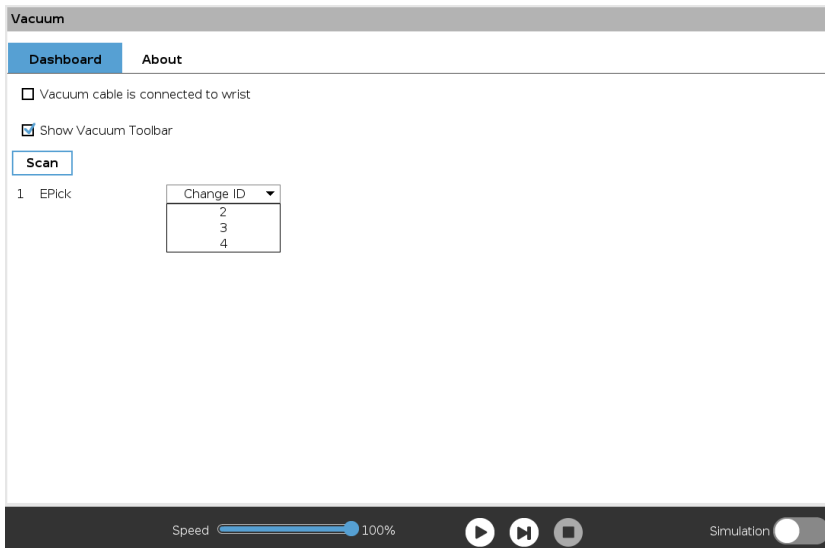 Vacuum
Dashboard About
Vacuum cable is connected to wrist
Show Vacuum Toolbar
Scan
1 EPick Change ID
2
3
4
Speed 100% Simulation